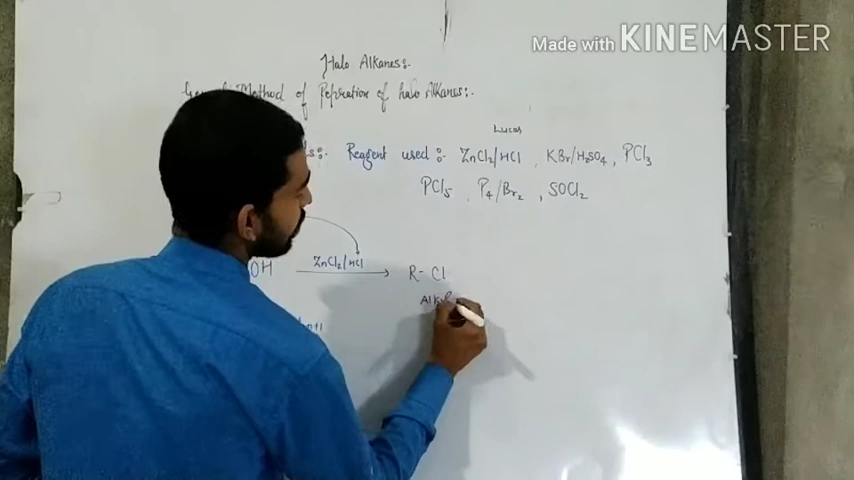 Made with KINEMASTER
Halo Alkanes:-
Method of Peprration of halo Alkanes:-
Lucas
s: Reagent used : ZnCl2/HCl , KBr/H2SO4 , PCl3
PCl5 , P4/Br2 , SOCl2
OH ZnCl2/HCl R- Cl